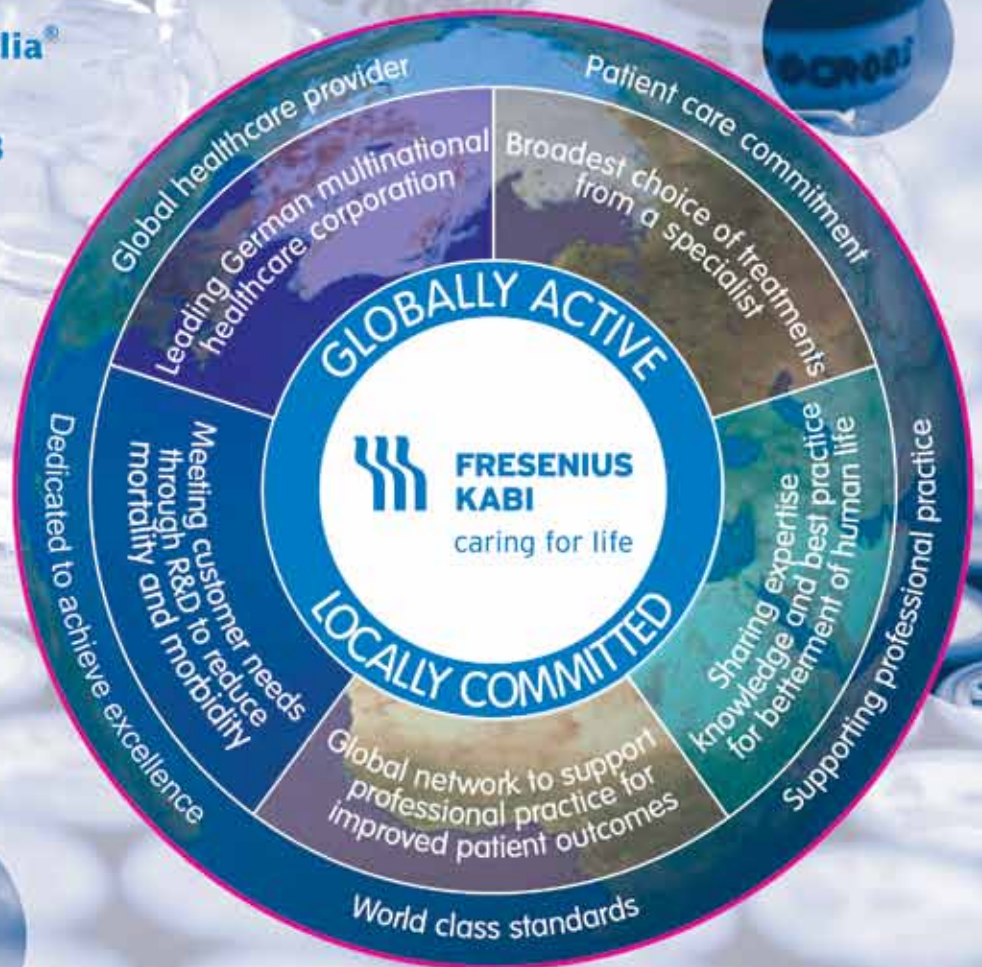 lia®
Global healthcare provider
Patient care commitment
Leading German multinational
healthcare corporation
Broadest choice of treatments
from a specialist
GLOBALLY ACTIVE
FRESENIUS
KABI
caring for life
LOCALLY COMMITTED
Meeting customer needs
through R&D to reduce
mortality and morbidity
Sharing expertise
knowledge and best practice
for betterment of human life
Global network to support
professional practice for
improved patient outcomes
Dedicated to achieve excellence
Supporting professional practice
World class standards